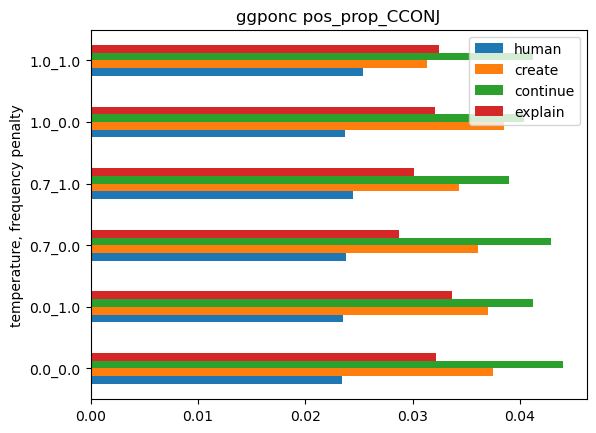 ggponc pos_prop_CCONJ
human
create
continue
explain
temperature, frequency penalty
1.0_1.0
1.0_0.0
0.7_1.0
0.7_0.0
0.0_1.0
0.0_0.0
0.00 0.01 0.02 0.03 0.04